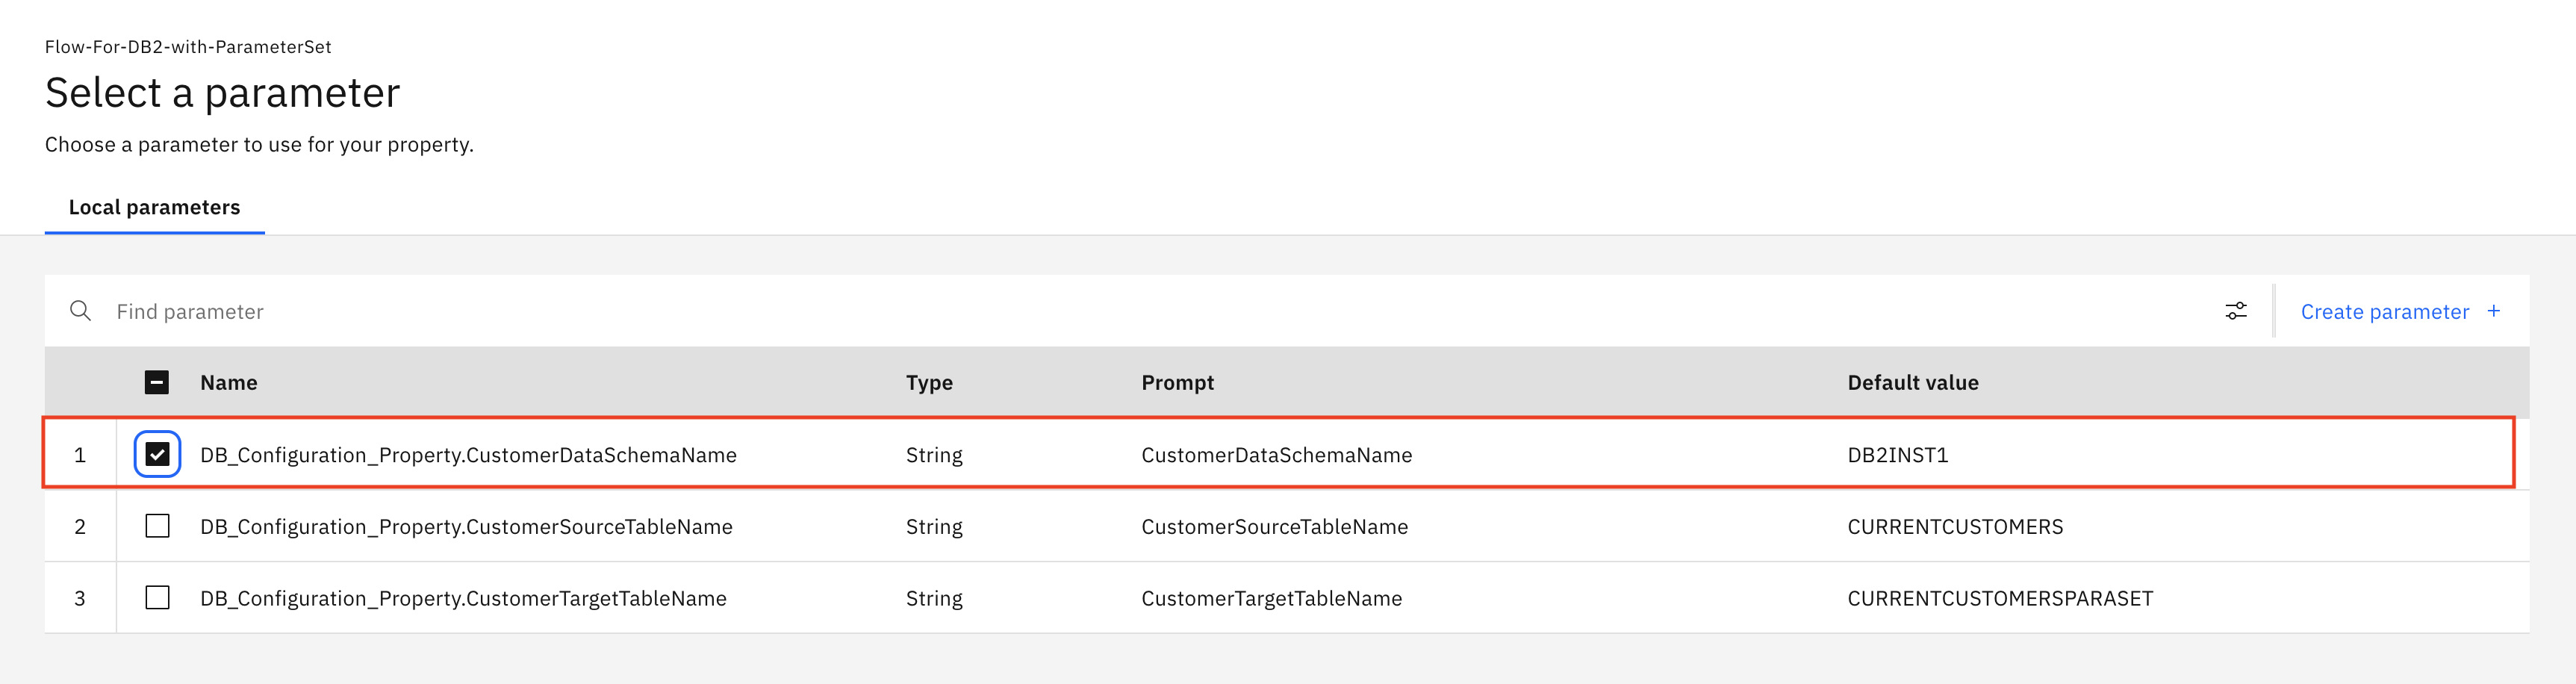 Flow-For-DB2-with-ParameterSet
Select a parameter
Choose a parameter to use for your property.
Local parameters
Find parameter Create parameter +
Name Type Prompt Default value
1 DB_Configuration_Property.CustomerDataSchemaName String CustomerDataSchemaName DB2INST1
2 DB_Configuration_Property.CustomerSourceTableName String CustomerSourceTableName CURRENTCUSTOMERS
3 DB_Configuration_Property.CustomerTargetTableName String CustomerTargetTableName CURRENTCUSTOMERSPARASET